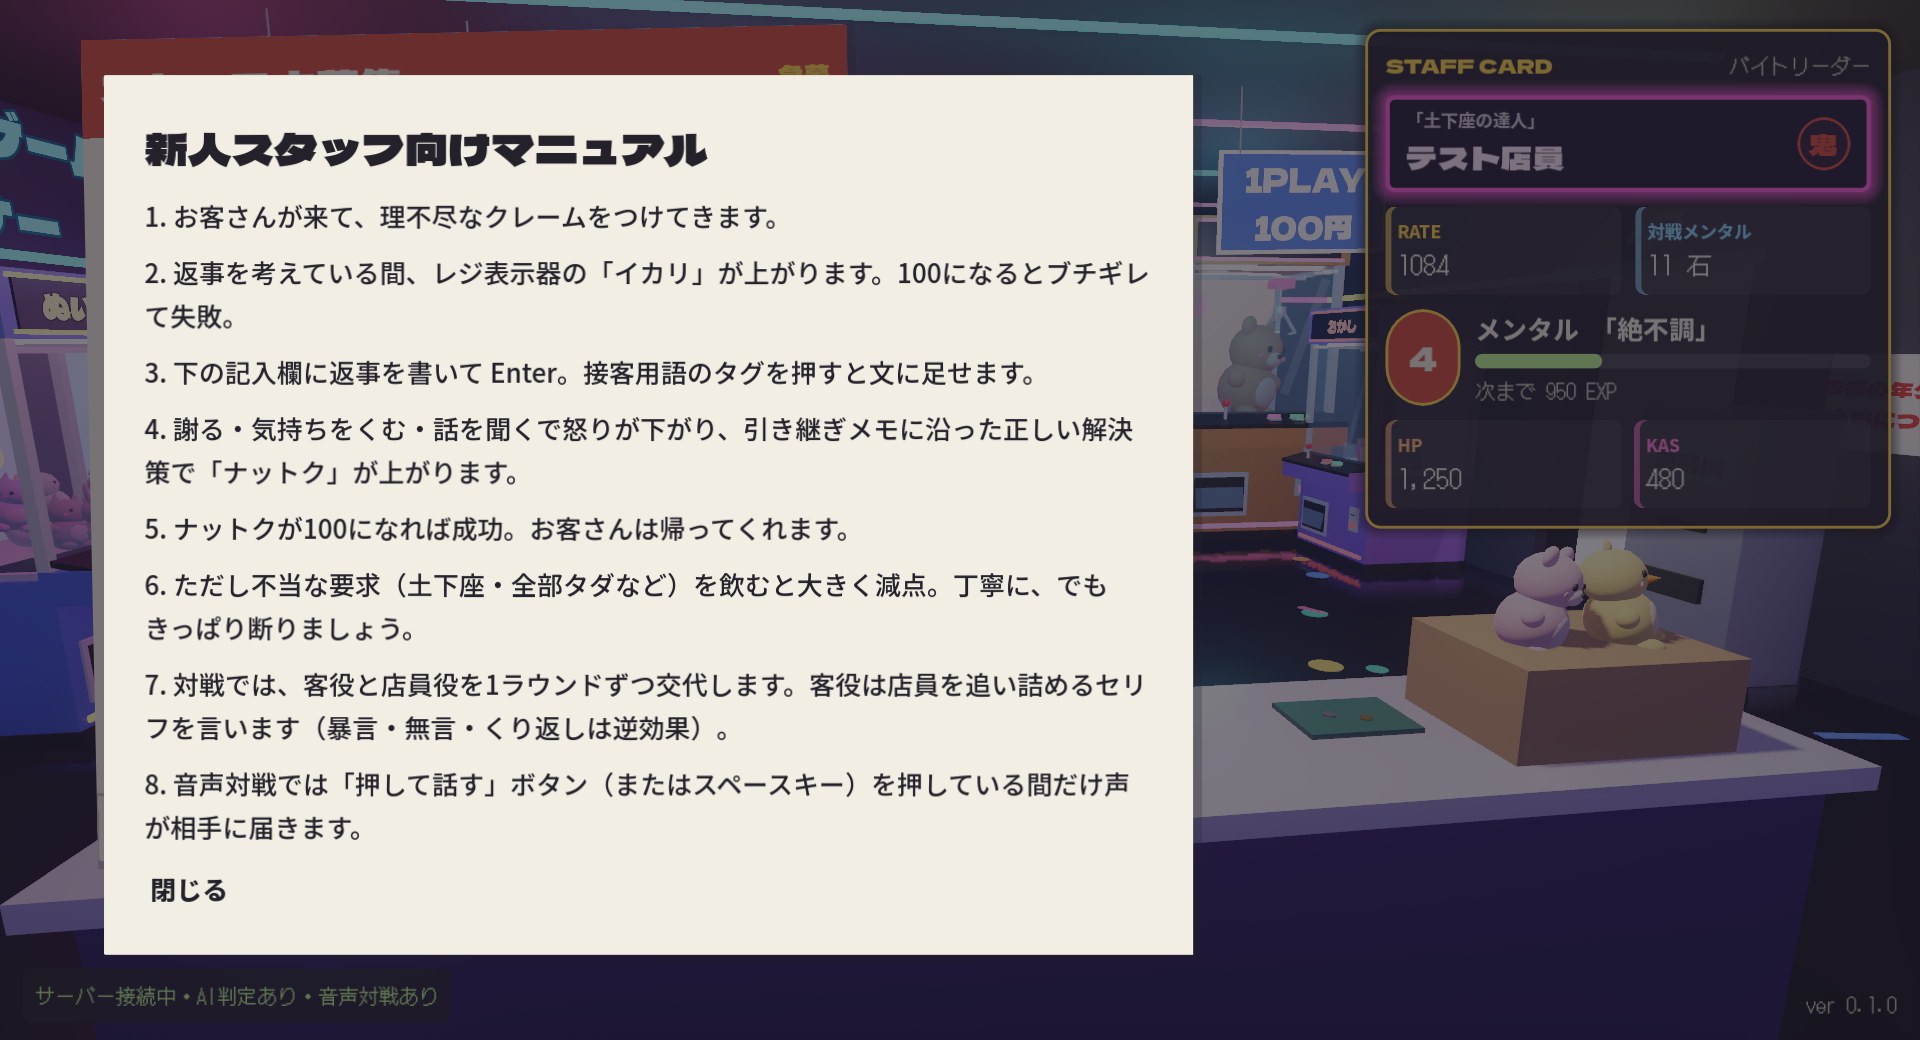 新人スタッフ向けマニュアル
1. お客さんが来て、理不尽なクレームをつけてきます。
2. 返事を考えている間、レジ表示器の「イカリ」が上がります。100になるとブチギレ
て失敗。
3. 下の記入欄に返事を書いて Enter。接客用語のタグを押すと文に足せます。
4. 謝る・気持ちをくむ・話を聞くで怒りが下がり、引き継ぎメモに沿った正しい解決
策で「ナットク」が上がります。
5. ナットクが100になれば成功。お客さんは帰ってくれます。
6. ただし不当な要求（土下座・全部タダなど）を飲むと大きく減点。丁寧に、でも
きっぱり断りましょう。
7. 対戦では、客役と店員役を1ラウンドずつ交代します。客役は店員を追い詰めるセリ
フを言います（暴言・無言・くり返しは逆効果）。
8. 音声対戦では「押して話す」ボタン（またはスペースキー）を押している間だけ声
が相手に届きます。
閉じる
1PLAY
100円
おかし
STAFF CARD
バイトリーダー
「土下座の達人」
テスト店員
鬼
RATE
1084
対戦メンタル
11 石
4
メンタル 「絶不調」
次まで 950 EXP
HP
1,250
KAS
480
サーバー接続中・AI判定あり・音声対戦あり
ver 0.1.0